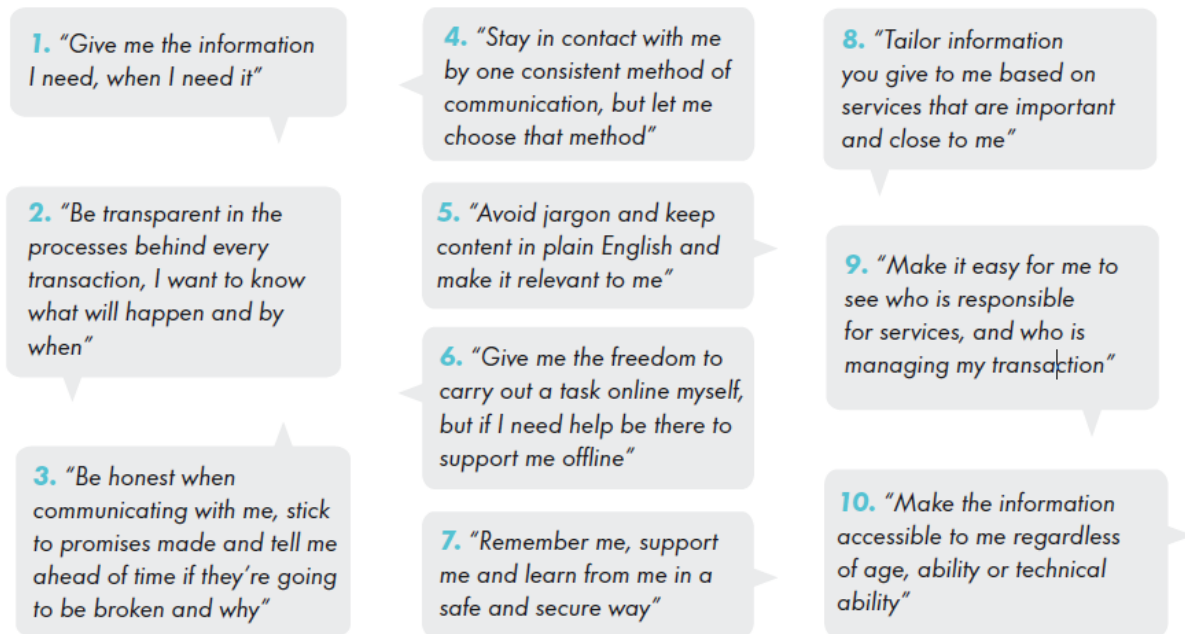 1. “Give me the information
I need, when I need it”
2. “Be transparent in the
processes behind every
transaction, I want to know
what will happen and by
when”
3. “Be honest when
communicating with me, stick
to promises made and tell me
ahead of time if they’re going
to be broken and why”
4. “Stay in contact with me
by one consistent method of
communication, but let me
choose that method”
5. “Avoid jargon and keep
content in plain English and
make it relevant to me”
6. “Give me the freedom to
carry out a task online myself,
but if I need help be there to
support me offline”
7. “Remember me, support
me and learn from me in a
safe and secure way”
8. “Tailor information
you give to me based on
services that are important
and close to me”
9. “Make it easy for me to
see who is responsible
for services, and who is
managing my transaction”
10. “Make the information
accessible to me regardless
of age, ability or technical
ability”